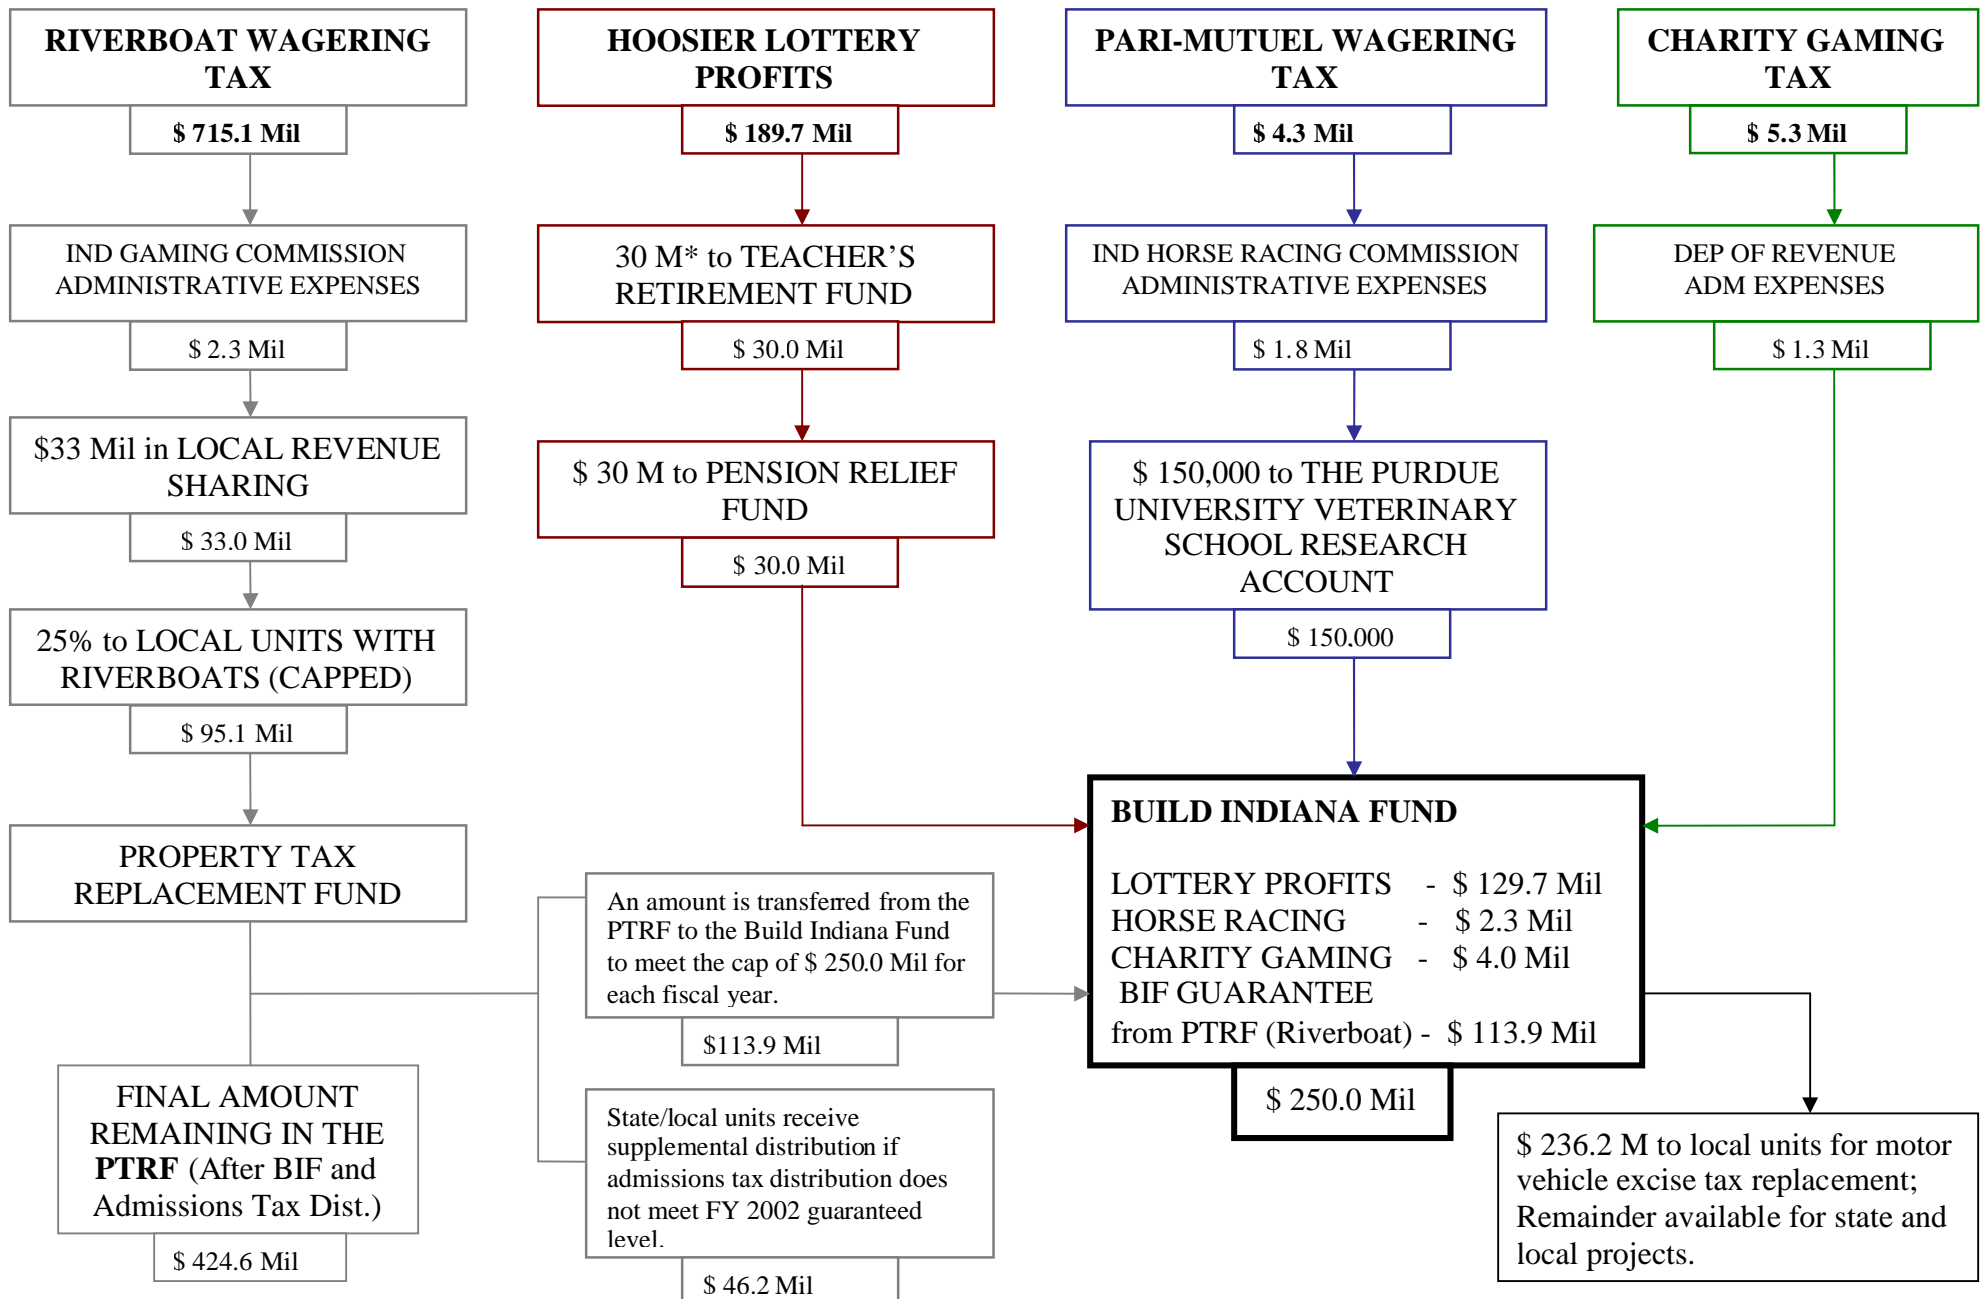 RIVERBOAT WAGERING
TAX
$ 715.1 Mil
IND GAMING COMMISSION
ADMINISTRATIVE EXPENSES
$ 2.3 Mil
$33 Mil in LOCAL REVENUE
SHARING
$ 33.0 Mil
25% to LOCAL UNITS WITH
RIVERBOATS (CAPPED)
$ 95.1 Mil
PROPERTY TAX
REPLACEMENT FUND
FINAL AMOUNT
REMAINING IN THE
PTRF (After BIF and
Admissions Tax Dist.)
$ 424.6 Mil
HOOSIER LOTTERY
PROFITS
$ 189.7 Mil
30 M* to TEACHER’S
RETIREMENT FUND
$ 30.0 Mil
$ 30 M to PENSION RELIEF
FUND
$ 30.0 Mil
An amount is transferred from the
PTRF to the Build Indiana Fund
to meet the cap of $ 250.0 Mil for
each fiscal year.
$113.9 Mil
State/local units receive
supplemental distribution if
admissions tax distribution does
not meet FY 2002 guaranteed
level.
$ 46.2 Mil
PARI-MUTUEL WAGERING
TAX
$ 4.3 Mil
IND HORSE RACING COMMISSION
ADMINISTRATIVE EXPENSES
$ 1.8 Mil
$ 150,000 to THE PURDUE
UNIVERSITY VETERINARY
SCHOOL RESEARCH
ACCOUNT
$ 150,000
CHARITY GAMING
TAX
$ 5.3 Mil
DEP OF REVENUE
ADM EXPENSES
$ 1.3 Mil
BUILD INDIANA FUND
LOTTERY PROFITS - $ 129.7 Mil
HORSE RACING - $ 2.3 Mil
CHARITY GAMING - $ 4.0 Mil
BIF GUARANTEE
from PTRF (Riverboat) - $ 113.9 Mil
$ 250.0 Mil
$ 236.2 M to local units for motor
vehicle excise tax replacement;
Remainder available for state and
local projects.